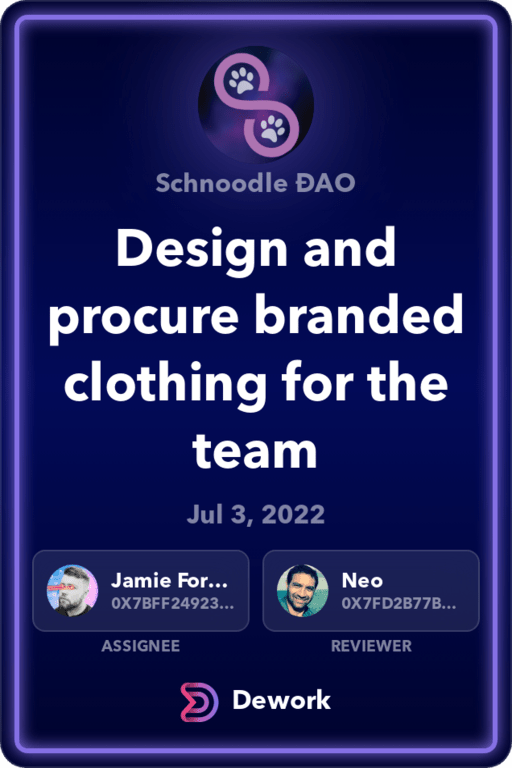 Schnoodle ÐAO
Design and
procure branded
clothing for the
team
Jul 3, 2022
Jamie For...
0X7BFF24923...
ASSIGNEE
Neo
0X7FD2B77B...
REVIEWER
Dework